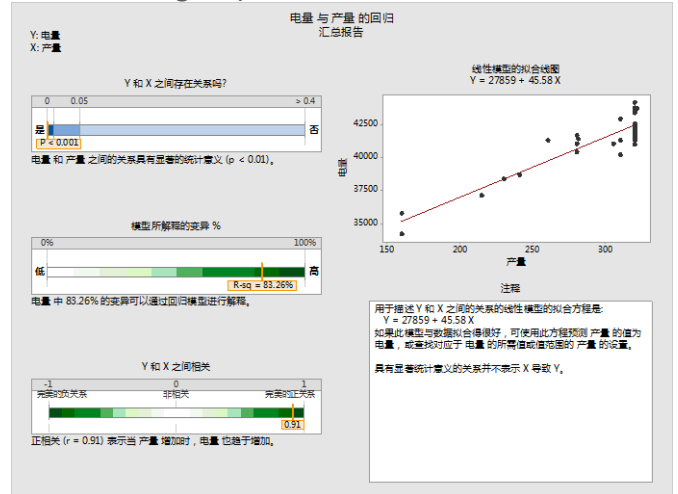 电量 与 产量 的回归
汇总报告
Y: 电量
X: 产量
Y 和 X 之间存在关系吗?
0 0.05 > 0.4
是 否
P < 0.001
电量 和 产量 之间的关系具有显著的统计意义 (p < 0.01)。
模型所解释的变异 %
0% 100%
低 高
R-sq = 83.26%
电量 中 83.26% 的变异可以通过回归模型进行解释。
Y 和 X 之间相关
-1 0 1
完美的负关系 非相关 完美的正关系
0.91
正相关 (r = 0.91) 表示当 产量 增加时，电量 也趋于增加。
线性模型的拟合线图
Y = 27859 + 45.58 X
42500
40000
37500
35000
电量
150 200 250 300
产量
注释
用于描述 Y 和 X 之间的关系的线性模型的拟合方程是:
Y = 27859 + 45.58 X
如果此模型与数据拟合得很好，可使用此方程预测 产量 的值为
电量，或查找对应于 电量 的所需值或值范围的 产量 的设置。
具有显著统计意义的关系并不表示 X 导致 Y。